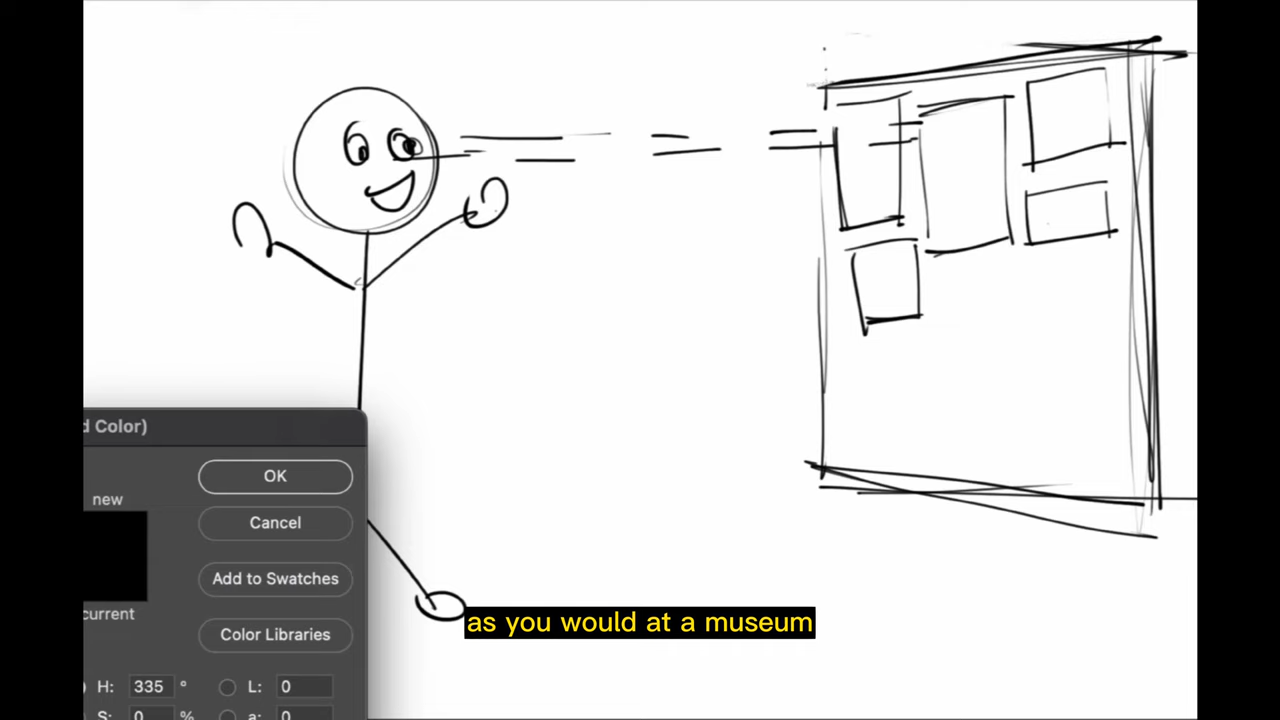 d Color)
OK
new
Cancel
Add to Swatches
current
Color Libraries
H: 335 ° L: 0
S: 0 % a: 0
as you would at a museum